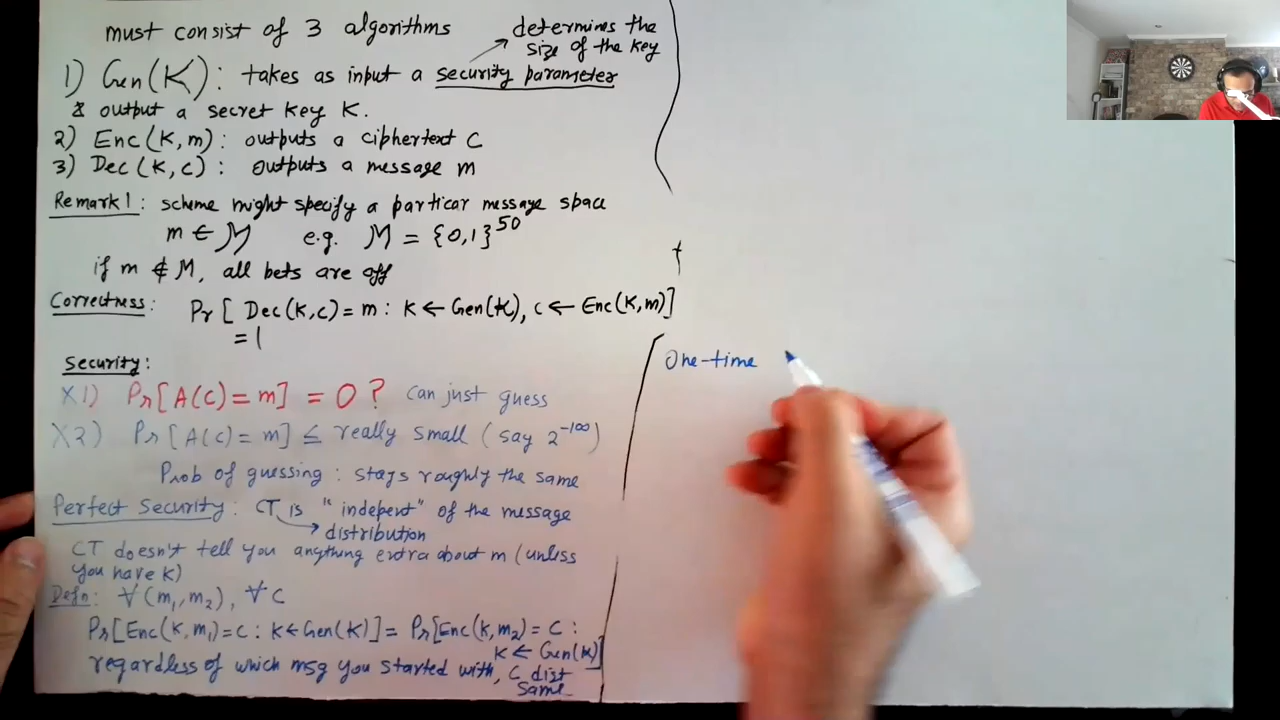 must consist of 3 algorithms
determines the
size of the key
1) Gen(K): takes as input a security parameter
& output a secret key K.
2) Enc(K,m): outputs a ciphertext C
3) Dec(K,c): outputs a message m
Remark1: scheme might specify a particar message space
m ∈ M e.g. M = {0,1}^50
if m ∉ M, all bets are off
Correctness: Pr[Dec(K,c)=m: K←Gen(K), c←Enc(K,m)]
=1
Security:
X1) Pr[A(C)=m] = 0? can just guess
X2) Pr[A(C)=m] ≤ really small (say 2^-100)
Prob of guessing: stays roughly the same
Perfect Security: CT is "indepent" of the message
distribution
CT doesn't tell you anything extra about m (unless
you have K)
Defn: ∀(m1,m2), ∀C
Pr[Enc(K,m1)=C: K←Gen(K)] = Pr[Enc(K,m2)=C:
K←Gen(K)]
regardless of which msg you started with, C dist
same
One-time